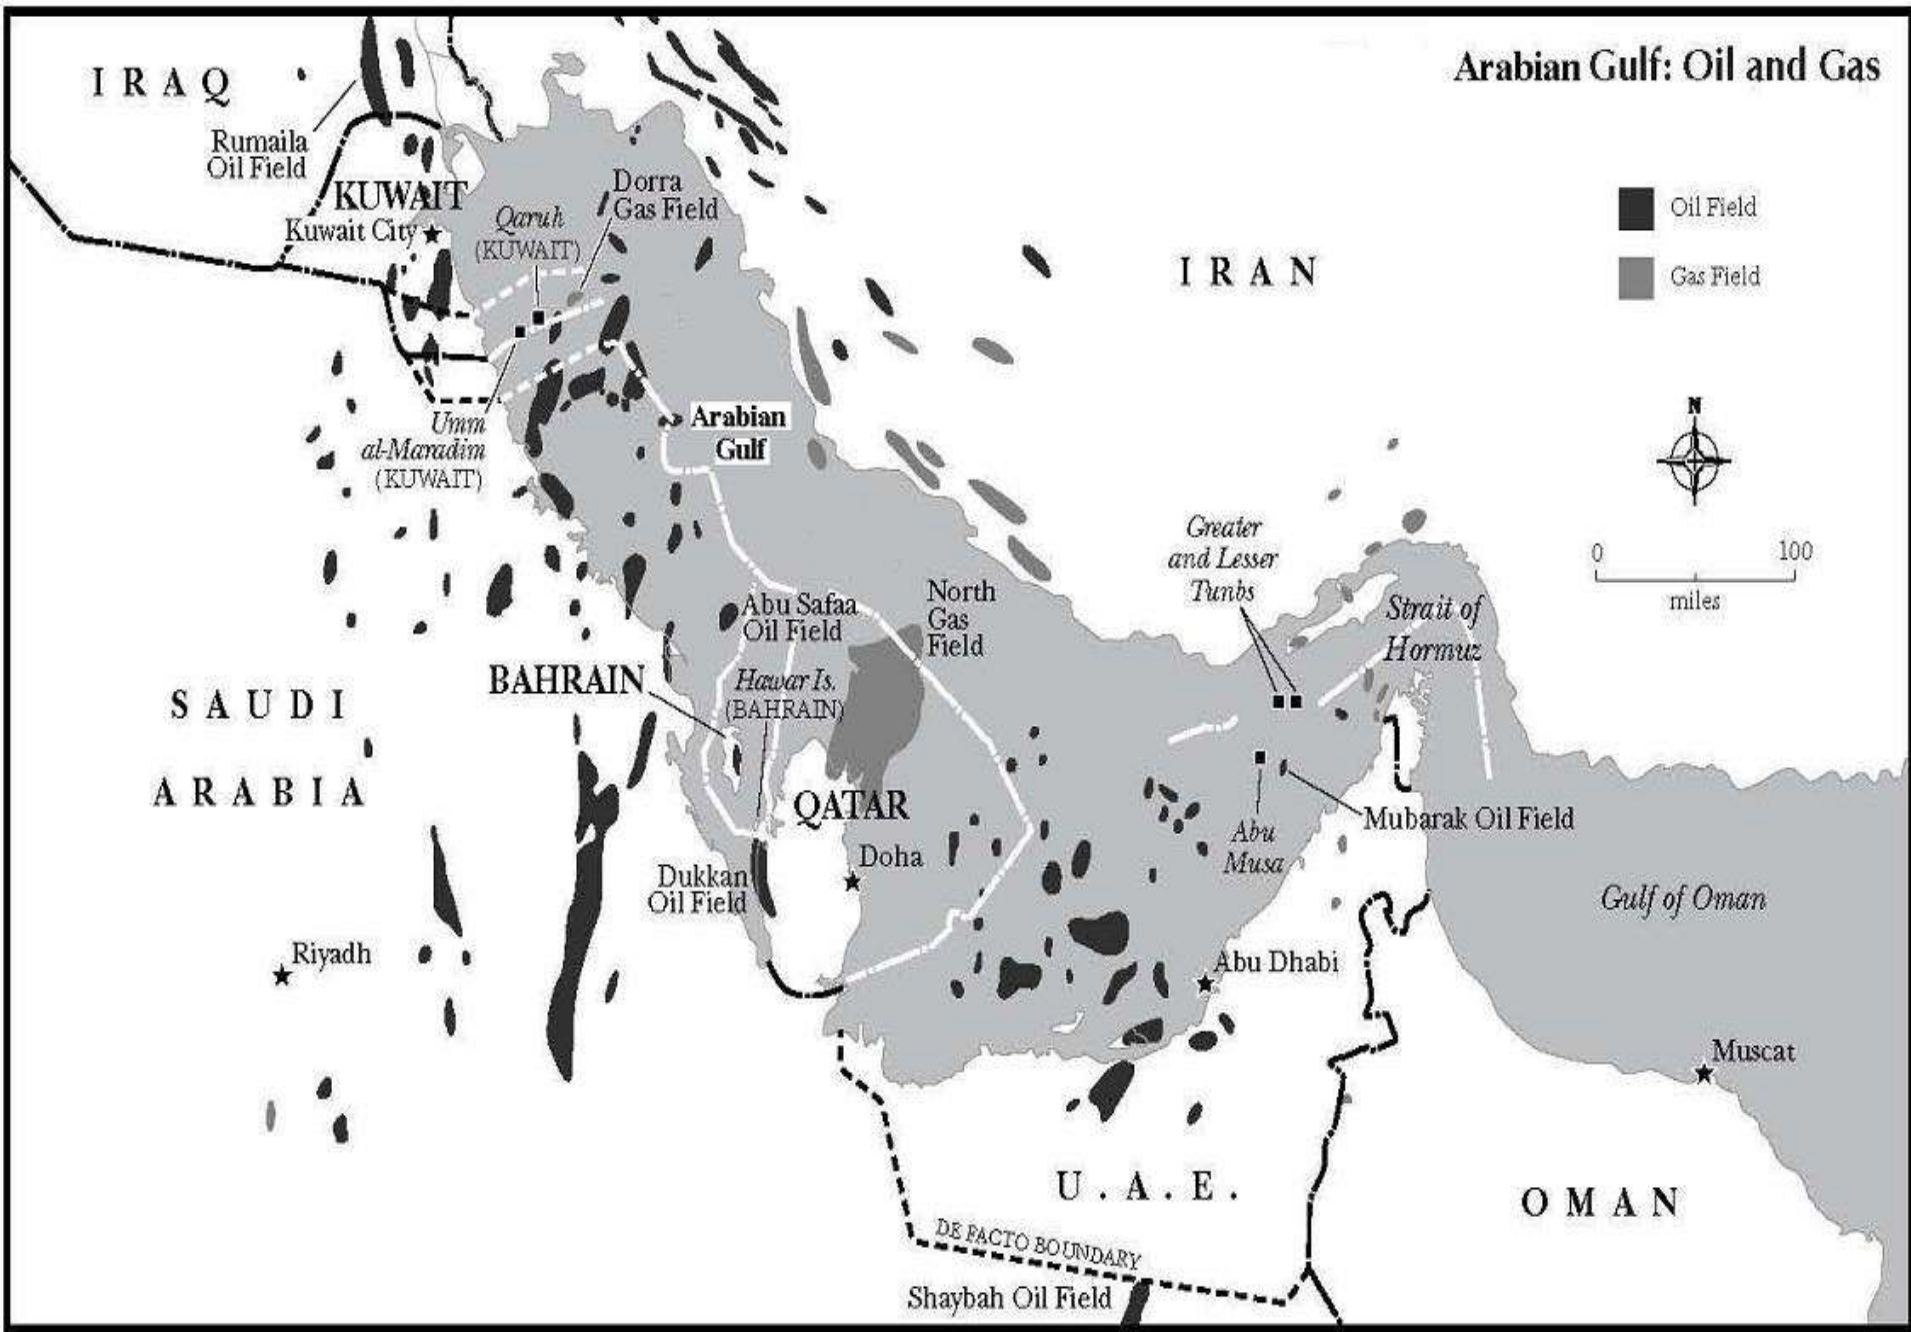 Arabian Gulf: Oil and Gas
IRAQ
Rumaila
Oil Field
KUWAIT
Kuwait City
Qaruh
(KUWAIT)
Dorra
Gas Field
Oil Field
Gas Field
IRAN
Umm
al-Maradim
(KUWAIT)
Arabian
Gulf
N
0 100
miles
Greater
and Lesser
Tunbs
Strait of
Hormuz
Abu Safaa
Oil Field
North
Gas
Field
BAHRAIN
Hawar Is.
(BAHRAIN)
SAUDI
ARABIA
QATAR
Doha
Dukkan
Oil Field
Abu
Musa
Mubarak Oil Field
Gulf of Oman
Riyadh
Abu Dhabi
Muscat
U.A.E.
OMAN
DE FACTO BOUNDARY
Shaybah Oil Field